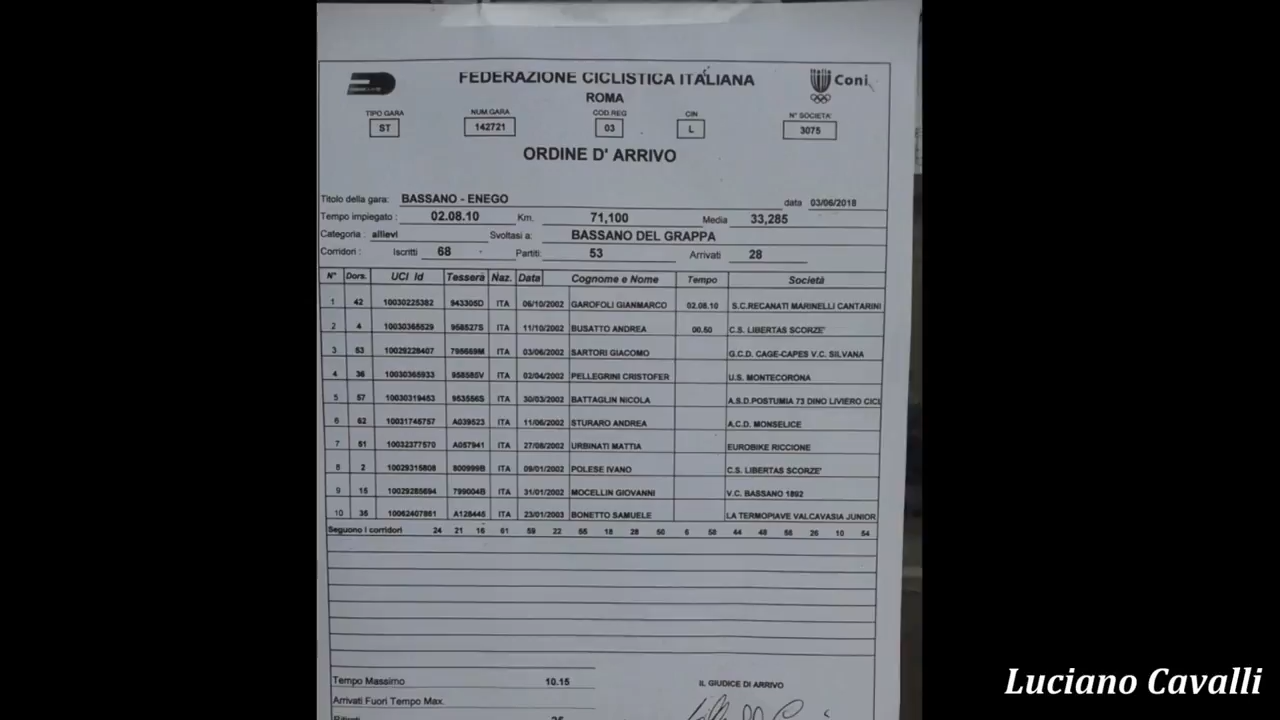 FEDERAZIONE CICLISTICA ITALIANA
Italia Coni
ROMA
TIPO GARA NUM.GARA COD REG CIN N° SOCIETA'
ST 142721 03 L 3075
ORDINE D' ARRIVO
Titolo della gara: BASSANO - ENEGO data 03/06/2018
Tempo impiegato : 02.08.10 Km. 71,100 Media 33,285
Categoria : allievi Svoltasi a: BASSANO DEL GRAPPA
Corridori : Iscritti 68 Partiti: 53 Arrivati 28
N° Dors. UCI Id Tessera Naz. Data Cognome e Nome Tempo Società
1 42 10030225382 943305D ITA 06/10/2002 GAROFOLI GIANMARCO 02.08.10 S.C.RECANATI MARINELLI CANTARINI
2 4 10030365529 958527S ITA 11/10/2002 BUSATTO ANDREA 00.50 C.S. LIBERTAS SCORZE'
3 53 10029228407 795669M ITA 03/06/2002 SARTORI GIACOMO G.C.D. CAGE-CAPES V.C. SILVANA
4 36 10030365933 958585V ITA 02/04/2002 PELLEGRINI CRISTOFER U.S. MONTECORONA
5 57 10030319453 953556S ITA 30/03/2002 BATTAGLIN NICOLA A.S.D.POSTUMIA 73 DINO LIVIERO CICL
6 62 10031745757 A039523 ITA 11/06/2002 STURARO ANDREA A.C.D. MONSELICE
7 51 10032377570 A057941 ITA 27/08/2002 URBINATI MATTIA EUROBIKE RICCIONE
8 2 10029315808 800999B ITA 09/01/2002 POLESE IVANO C.S. LIBERTAS SCORZE'
9 15 10029285694 799004B ITA 31/01/2002 MOCELLIN GIOVANNI V.C. BASSANO 1892
10 35 10062407861 A128445 ITA 23/01/2003 BONETTO SAMUELE LA TERMOPIAVE VALCAVASIA JUNIOR
Seguono i corridori 24 21 16 61 59 22 55 18 28 50 6 58 44 48 56 26 10 54
Tempo Massimo 10.15
IL GIUDICE DI ARRIVO
Arrivati Fuori Tempo Max.
Ritirati 25
Luciano Cavalli